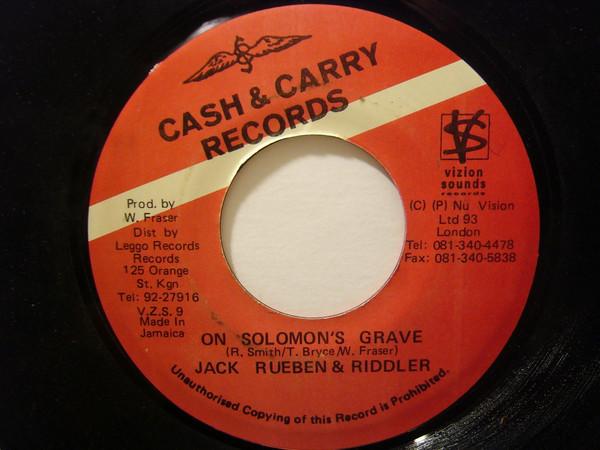 CASH & CARRY
RECORDS
VS
vizion
sounds
records
Prod. by
W. Fraser
Dist by
Leggo Records
Records
125 Orange
St. Kgn
Tel: 92-27916
V.Z.S. 9
Made In
Jamaica
(C) (P) Nu Vision
Ltd 93
London
Tel: 081-340-4478
Fax: 081-340-5838
ON SOLOMON'S GRAVE
(R. Smith/T. Bryce/W. Fraser)
JACK RUEBEN & RIDDLER
Unauthorised Copying of this Record is Prohibited.